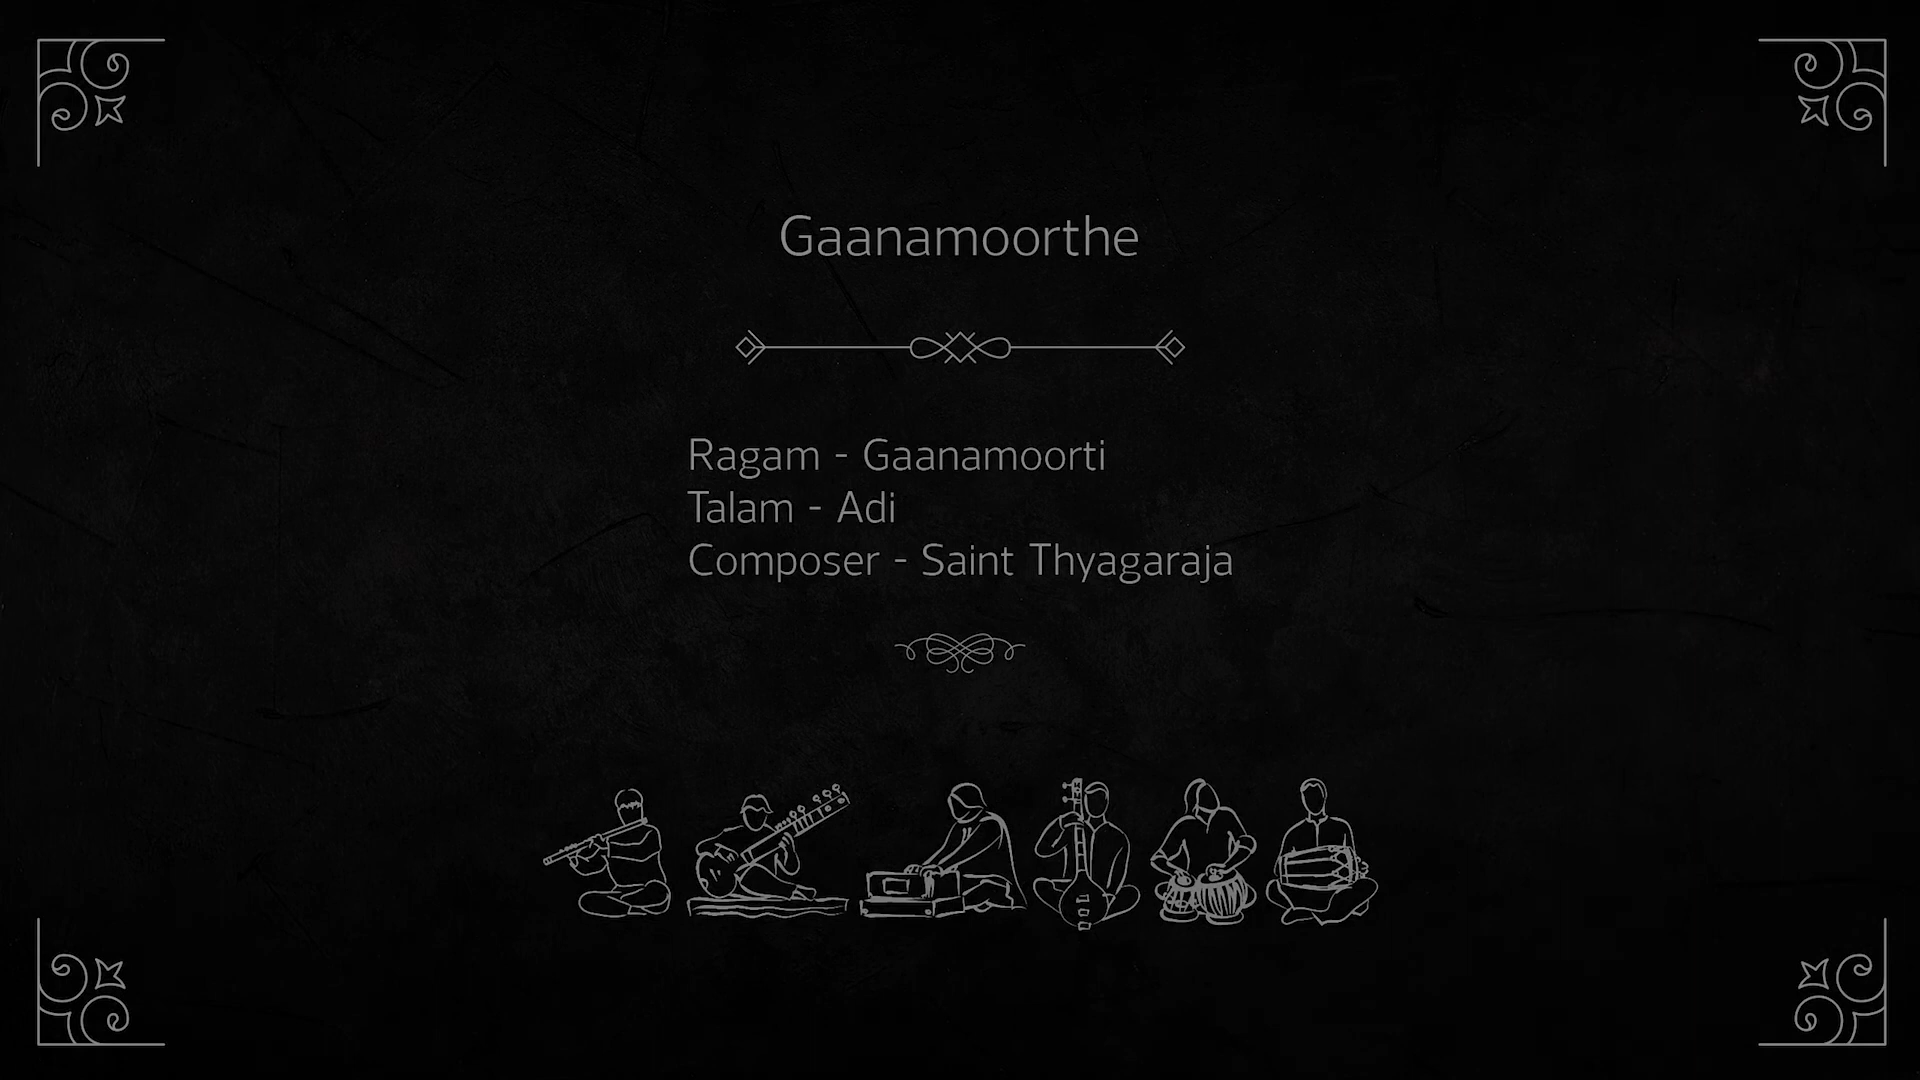 Gaanamoorthe
Ragam - Gaanamoorti
Talam - Adi
Composer - Saint Thyagaraja